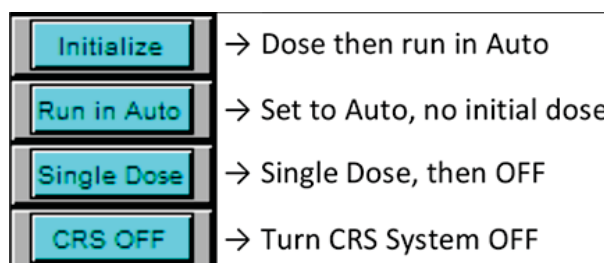 Initialize → Dose then run in Auto
Run in Auto → Set to Auto, no initial dose
Single Dose → Single Dose, then OFF
CRS OFF → Turn CRS System OFF